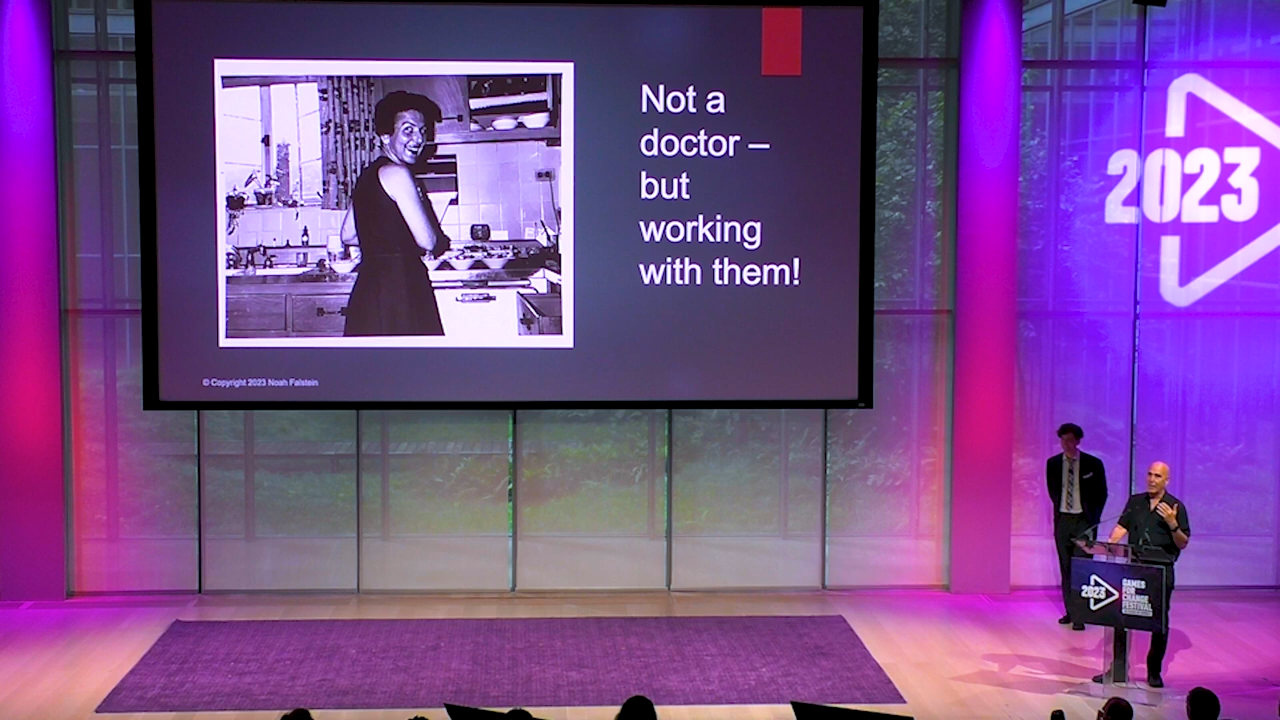 Not a
doctor –
but
working
with them!
© Copyright 2023 Noah Falstein
2023
2023
GAMES
FOR
CHANGE
FESTIVAL